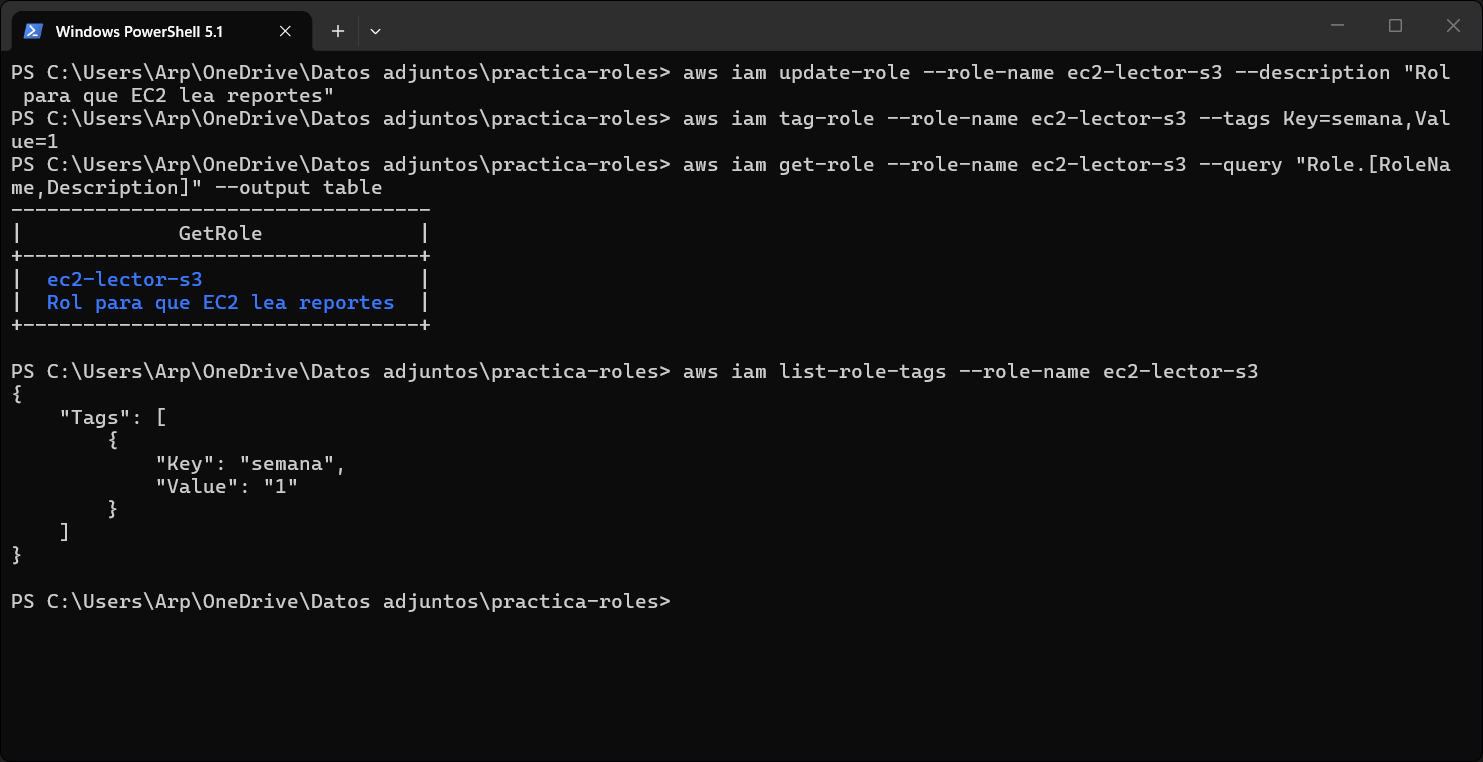 Windows PowerShell 5.1
PS C:\Users\Arp\OneDrive\Datos adjuntos\practica-roles> aws iam update-role --role-name ec2-lector-s3 --description "Rol
 para que EC2 lea reportes"
PS C:\Users\Arp\OneDrive\Datos adjuntos\practica-roles> aws iam tag-role --role-name ec2-lector-s3 --tags Key=semana,Val
ue=1
PS C:\Users\Arp\OneDrive\Datos adjuntos\practica-roles> aws iam get-role --role-name ec2-lector-s3 --query "Role.[RoleNa
me,Description]" --output table
-----------------------------------
|             GetRole             |
+---------------------------------+
|  ec2-lector-s3                  |
|  Rol para que EC2 lea reportes  |
+---------------------------------+
PS C:\Users\Arp\OneDrive\Datos adjuntos\practica-roles> aws iam list-role-tags --role-name ec2-lector-s3
{
    "Tags": [
        {
            "Key": "semana",
            "Value": "1"
        }
    ]
}
PS C:\Users\Arp\OneDrive\Datos adjuntos\practica-roles>